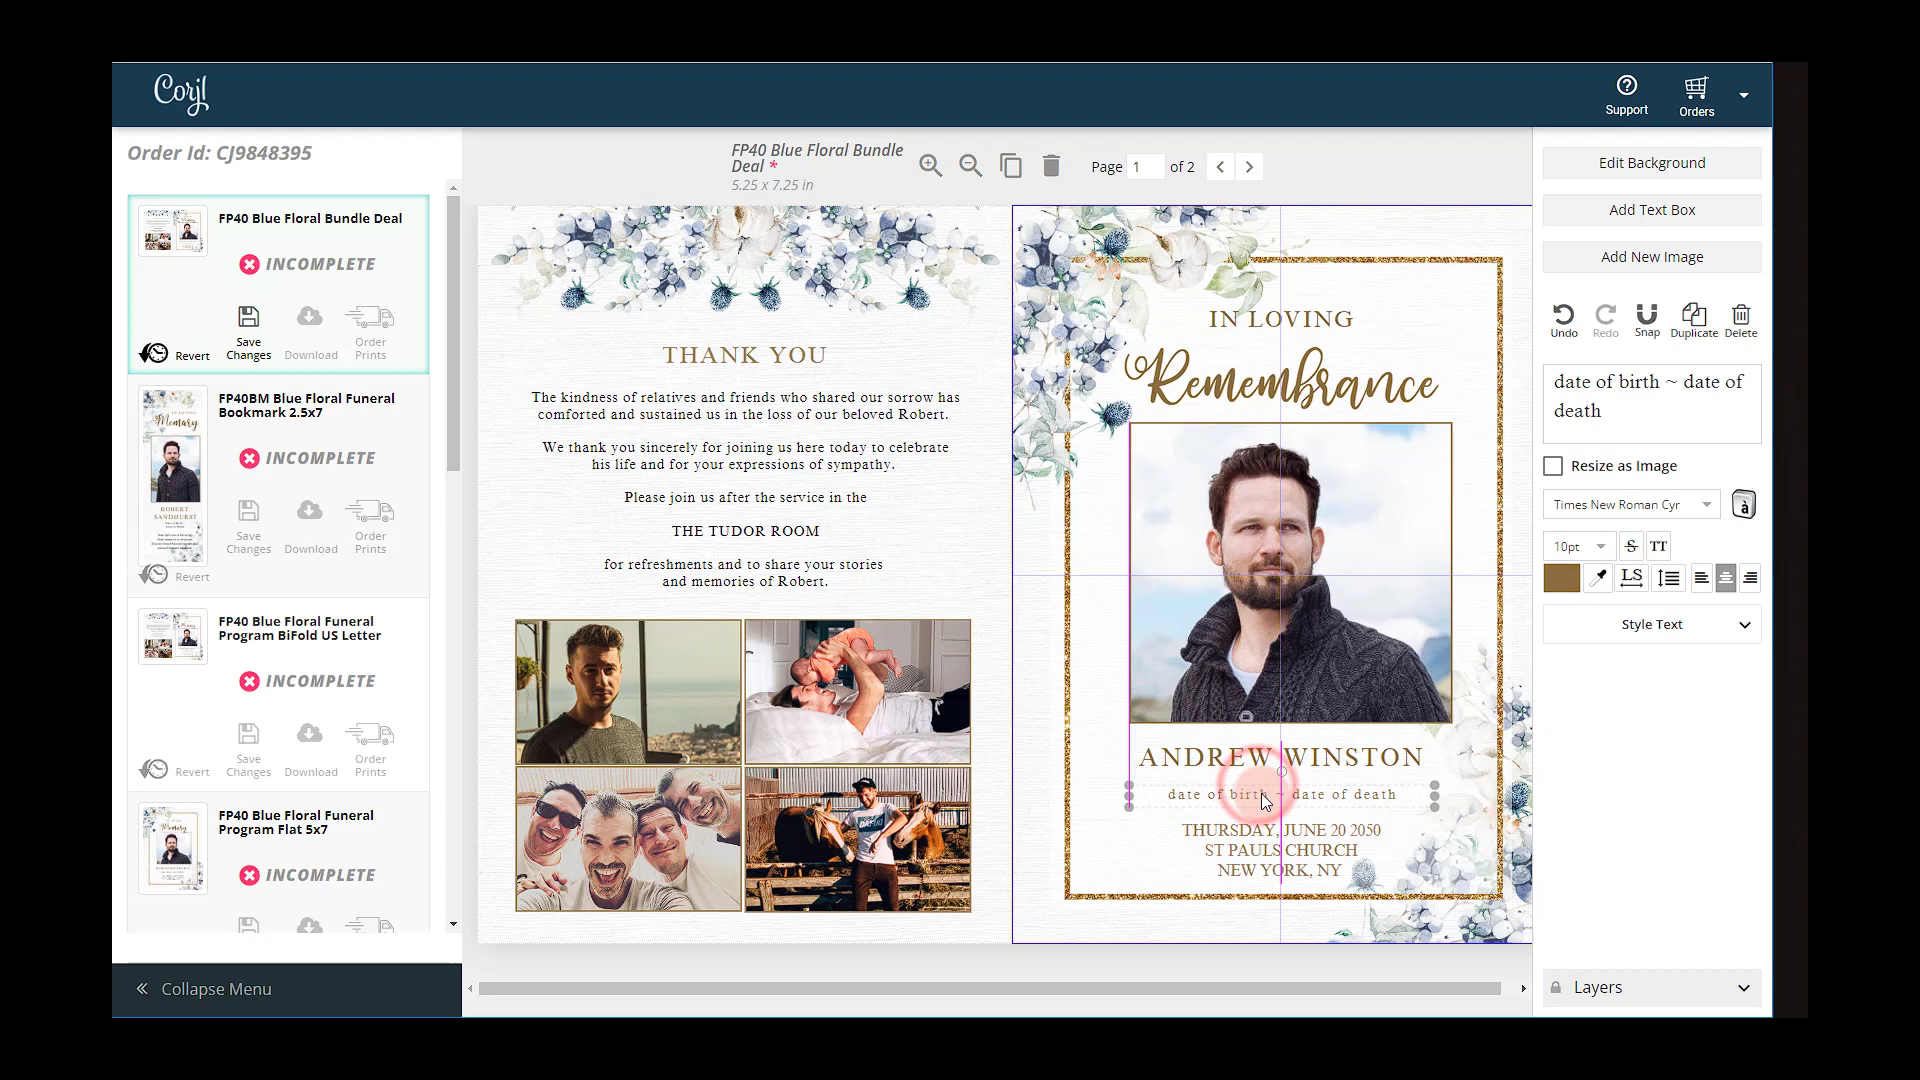 Corjl
Support
Orders
Order Id: CJ9848395
FP40 Blue Floral Bundle Deal
INCOMPLETE
Revert
Save Changes
Download
Order Prints
FP40BM Blue Floral Funeral
Bookmark 2.5x7
INCOMPLETE
Memory
ROBERT
SANDHURST
Save Changes
Download
Order Prints
Revert
FP40 Blue Floral Funeral
Program BiFold US Letter
INCOMPLETE
Revert
Save Changes
Download
Order Prints
FP40 Blue Floral Funeral
Program Flat 5x7
INCOMPLETE
Collapse Menu
FP40 Blue Floral Bundle
Deal *
5.25 x 7.25 in
Page 1 of 2
THANK YOU
The kindness of relatives and friends who shared our sorrow has
comforted and sustained us in the loss of our beloved Robert.
We thank you sincerely for joining us here today to celebrate
his life and for your expressions of sympathy.
Please join us after the service in the
THE TUDOR ROOM
for refreshments and to share your stories
and memories of Robert.
IN LOVING
Remembrance
ANDREW WINSTON
date of birth ~ date of death
THURSDAY, JUNE 20 2050
ST PAULS CHURCH
NEW YORK, NY
Edit Background
Add Text Box
Add New Image
Undo
Redo
Snap
Duplicate
Delete
date of birth ~ date of
death
Resize as Image
Times New Roman Cyr
à
10pt
S
TT
LS
Style Text
Layers